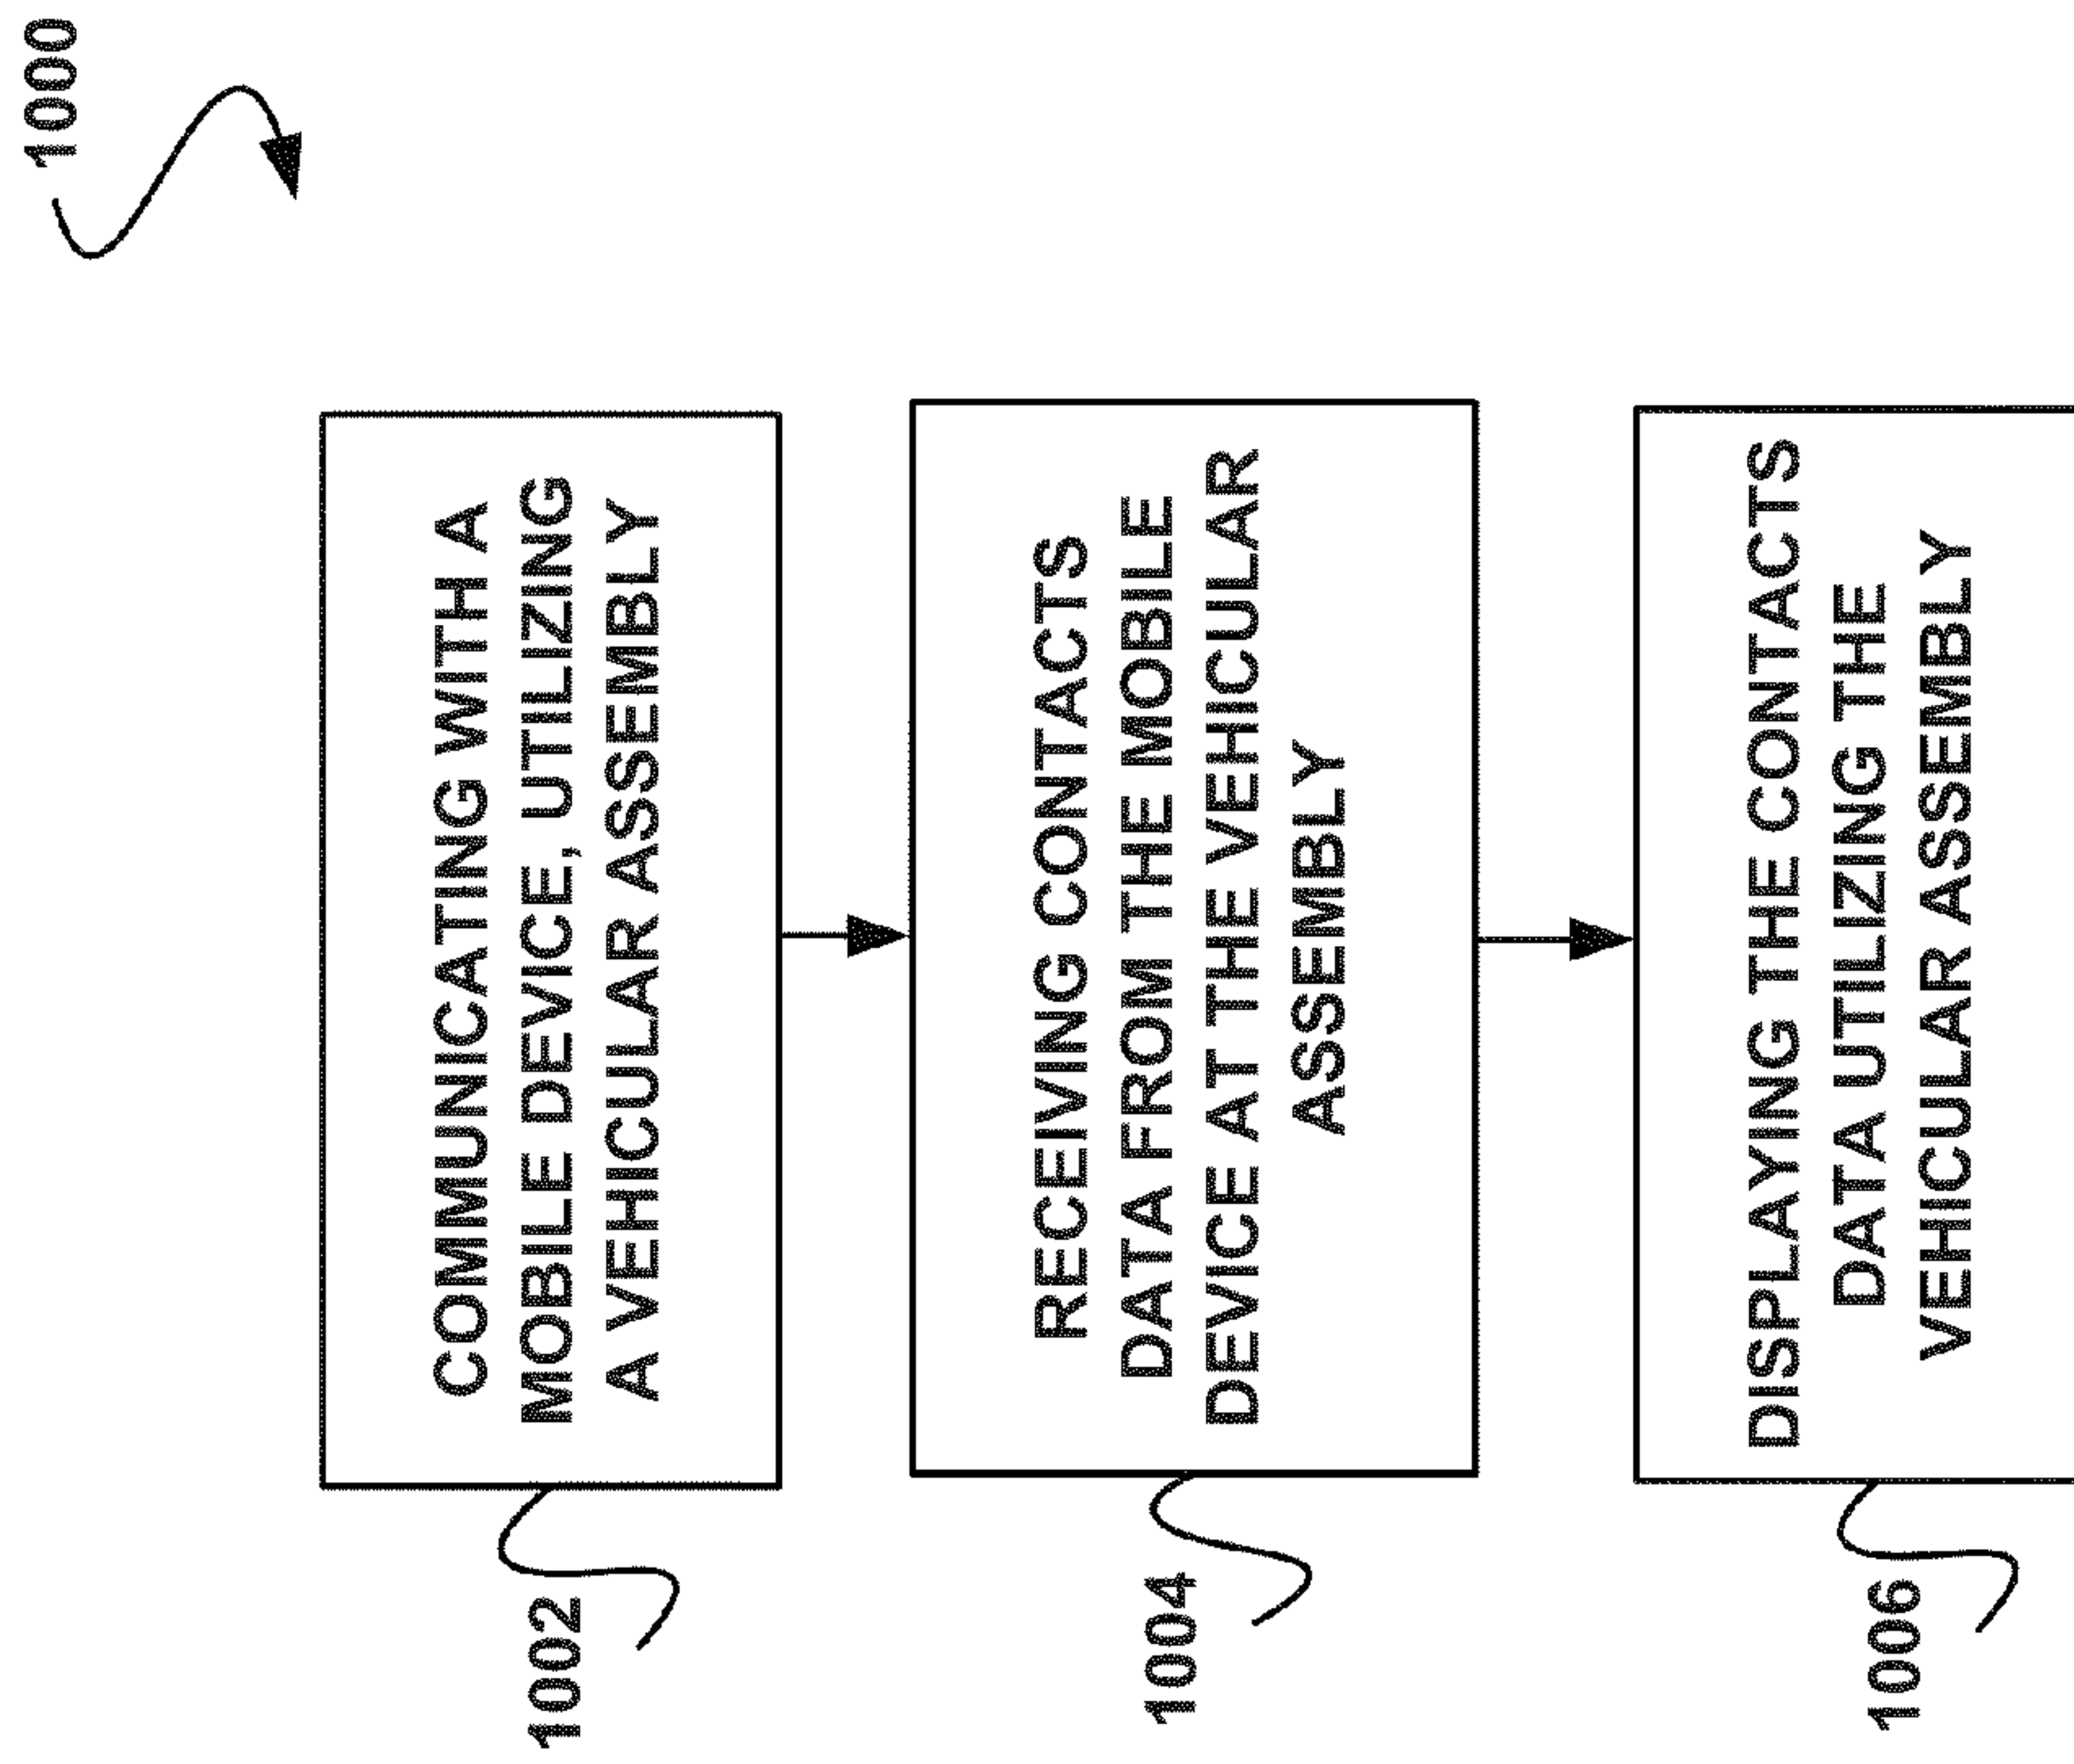 1000
COMMUNICATING WITH A
MOBILE DEVICE, UTILIZING
A VEHICULAR ASSEMBLY
1002
RECEIVING CONTACTS
DATA FROM THE MOBILE
DEVICE AT THE VEHICULAR
ASSEMBLY
1004
DISPLAYING THE CONTACTS
DATA UTILIZING THE
VEHICULAR ASSEMBLY
1006